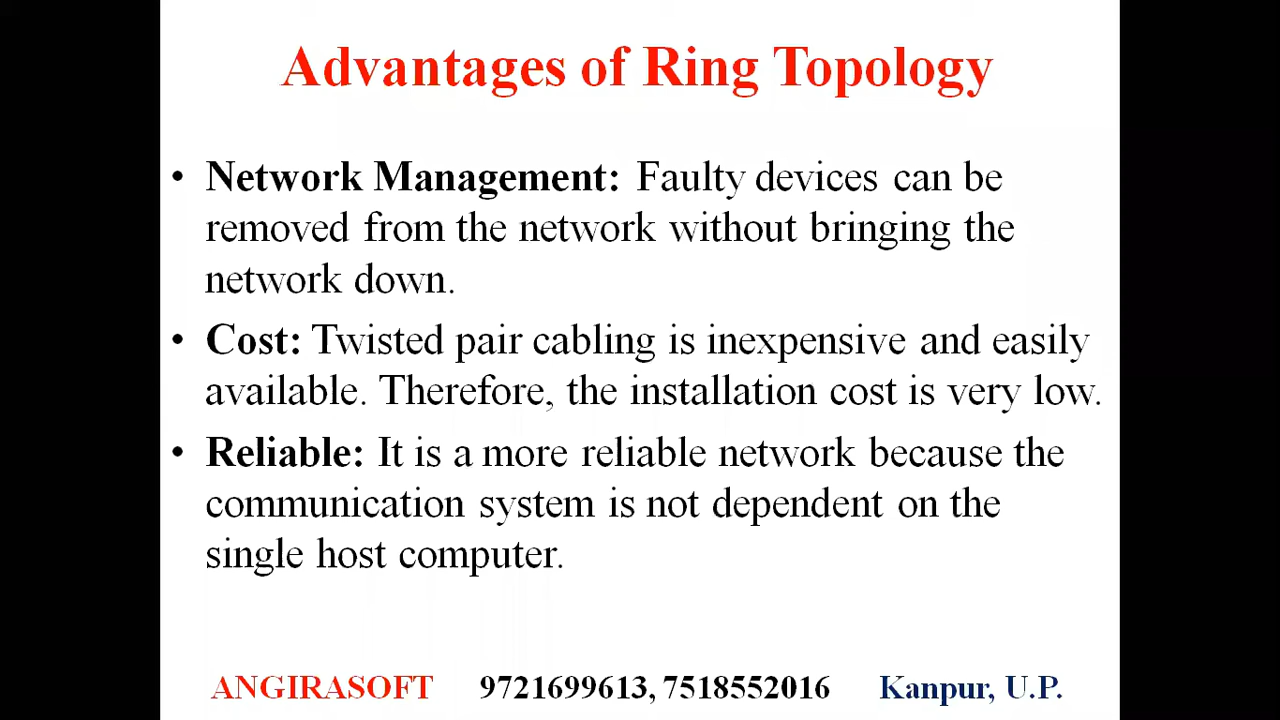 Advantages of Ring Topology
• Network Management: Faulty devices can be
removed from the network without bringing the
network down.
• Cost: Twisted pair cabling is inexpensive and easily
available. Therefore, the installation cost is very low.
• Reliable: It is a more reliable network because the
communication system is not dependent on the
single host computer.
ANGIRASOFT 9721699613, 7518552016 Kanpur, U.P.